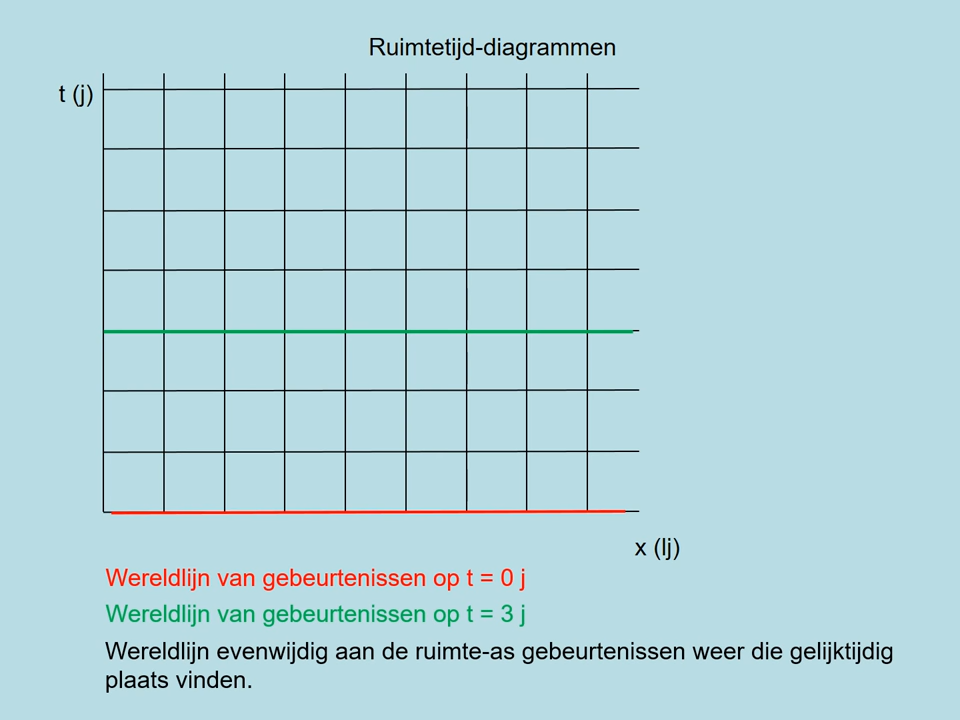 Ruimtetijd-diagrammen
t (j)
x (lj)
Wereldlijn van gebeurtenissen op t = 0 j
Wereldlijn van gebeurtenissen op t = 3 j
Wereldlijn evenwijdig aan de ruimte-as gebeurtenissen weer die gelijktijdig
plaats vinden.